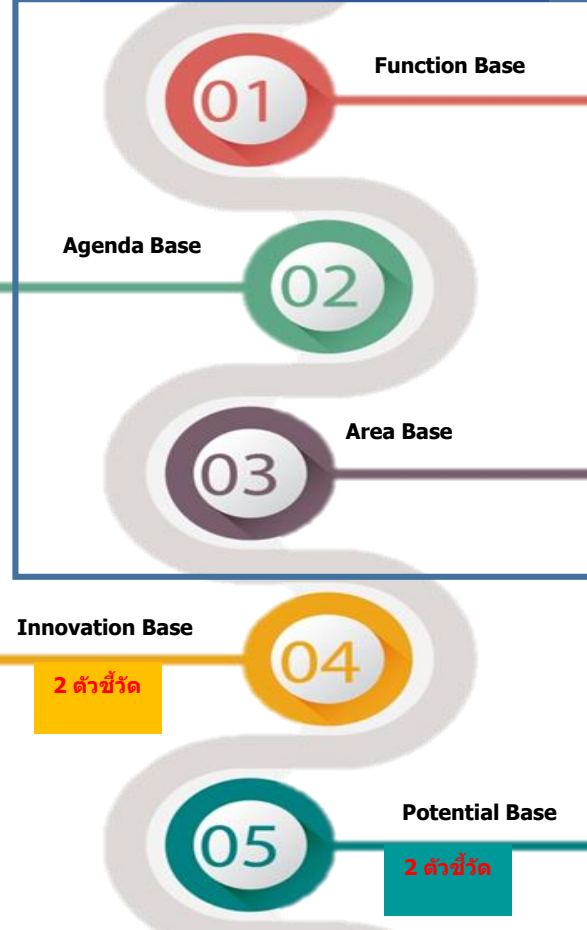 Function Base
01
Agenda Base
02
Area Base
03
Innovation Base
04
2 ตัวชี้วัด
Potential Base
05
2 ตัวชี้วัด